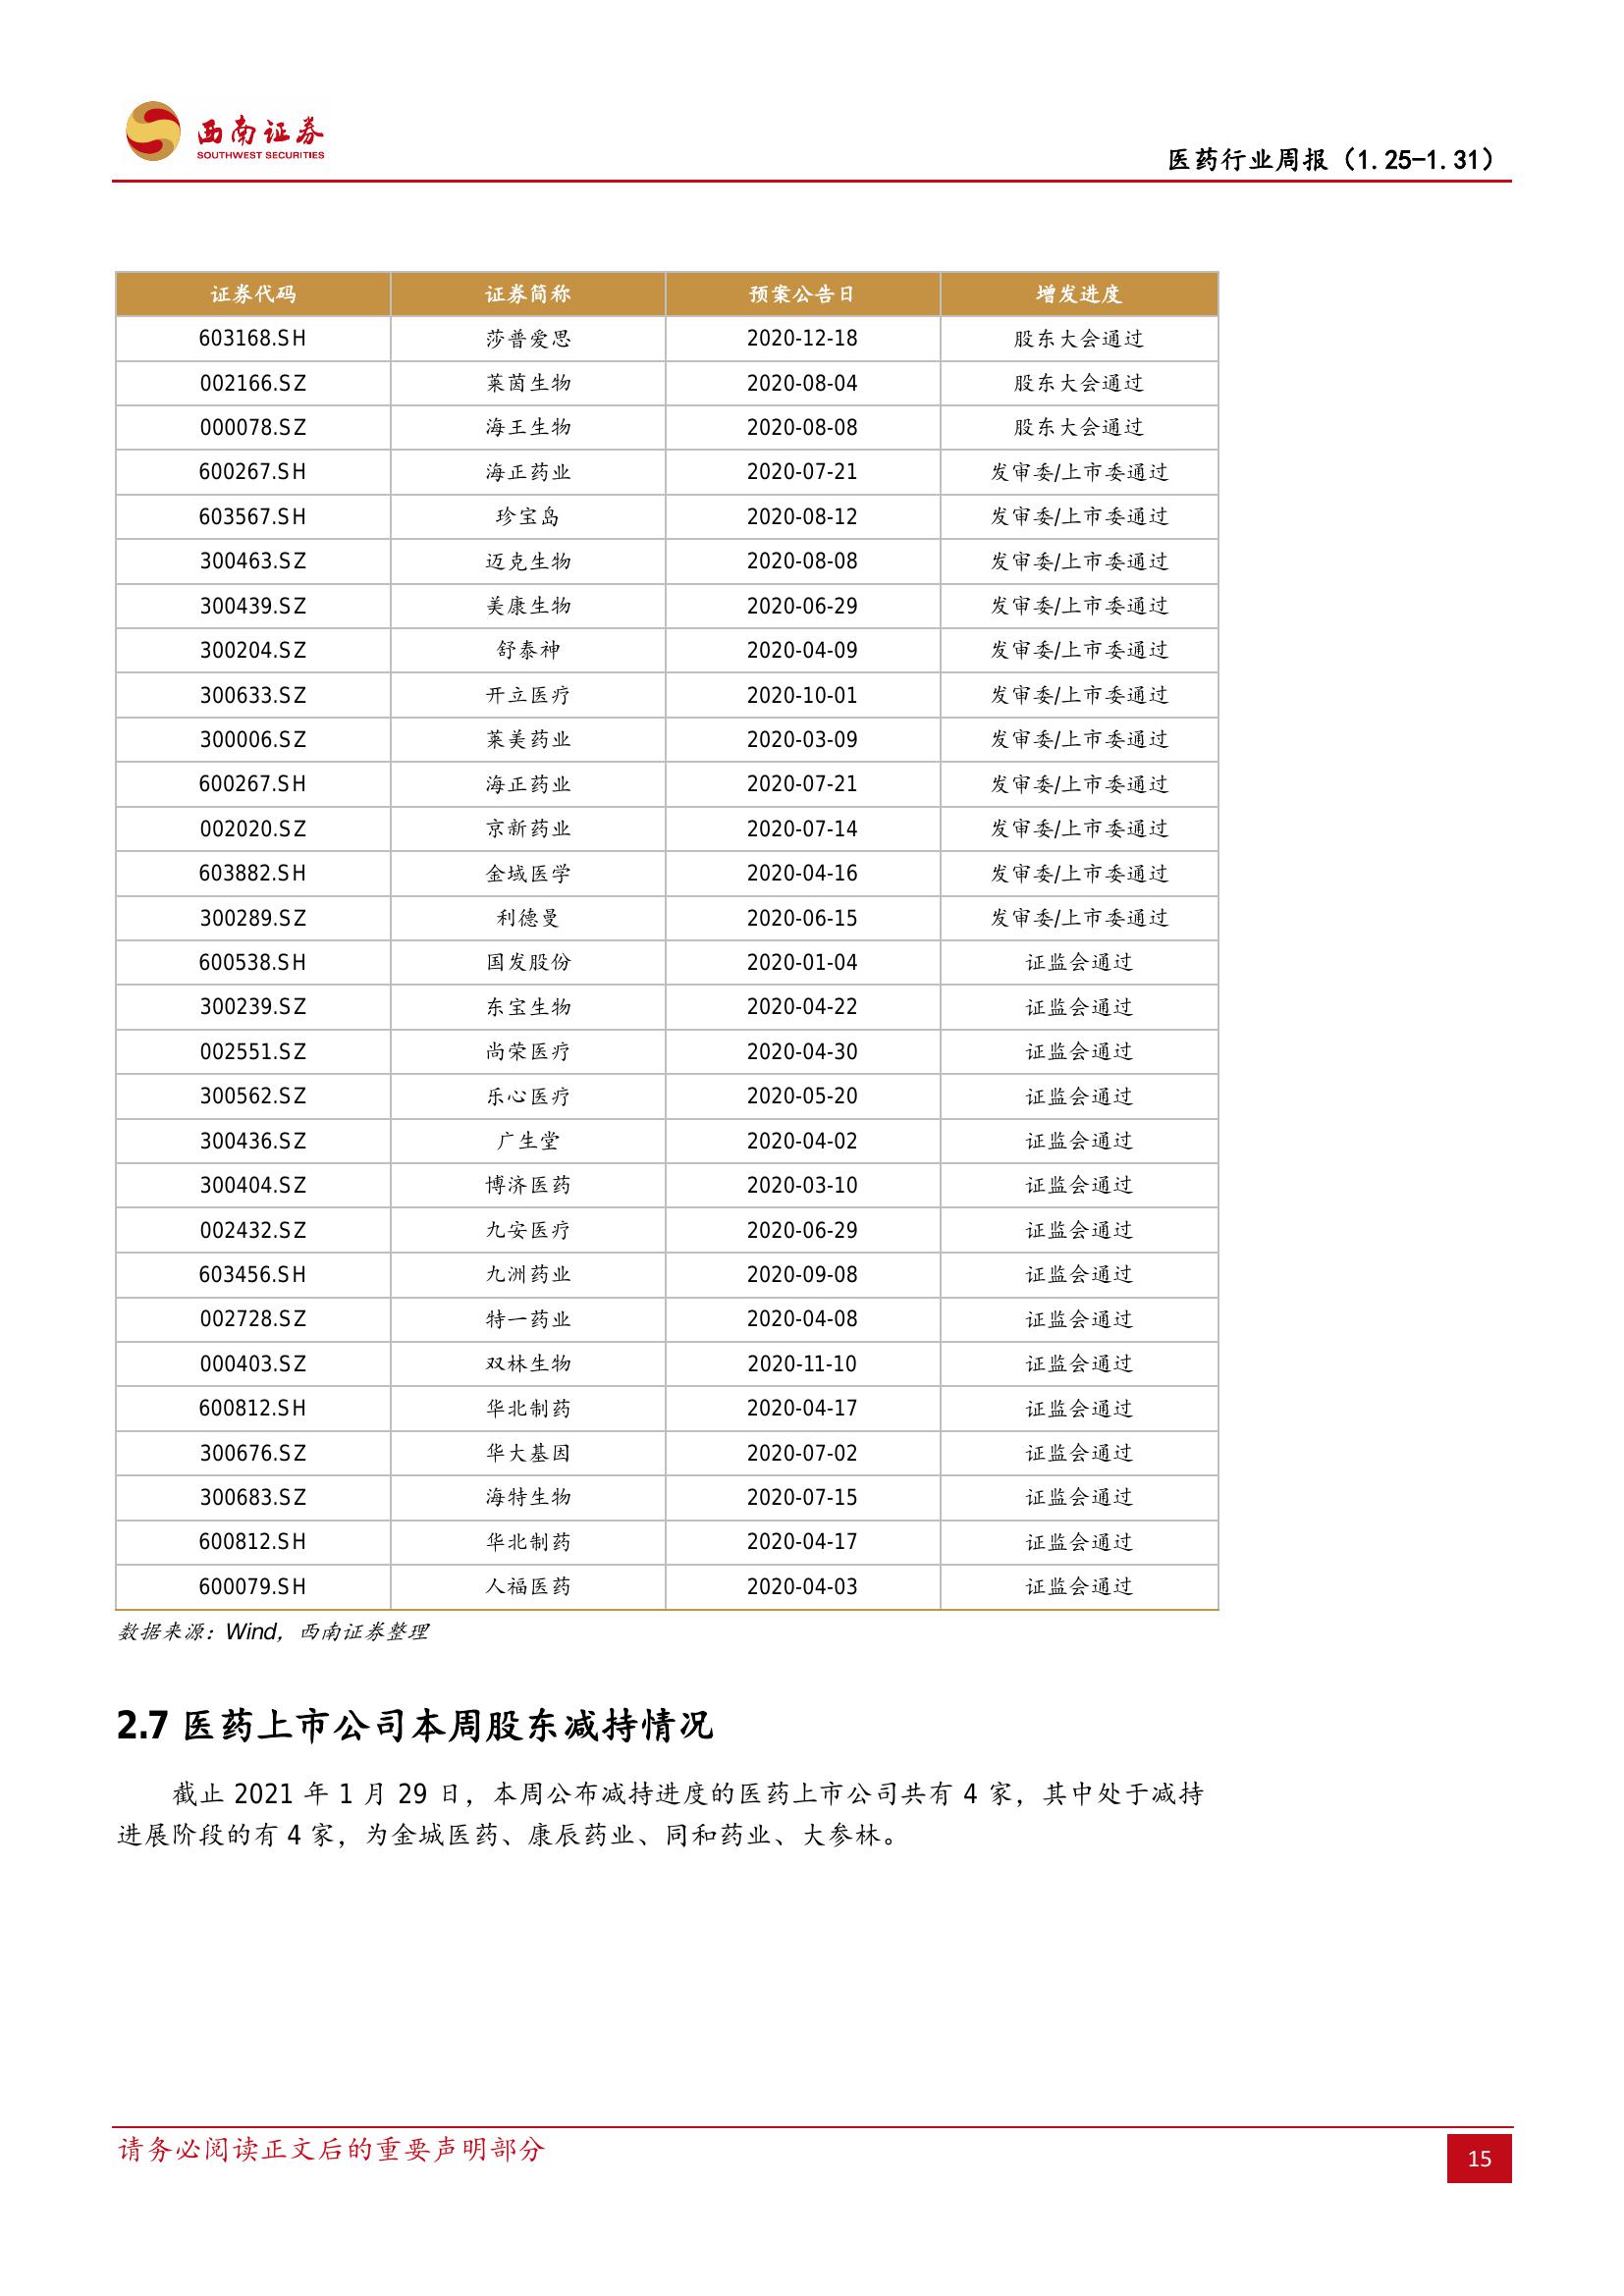 西南证券
SOUTHWEST SECURITIES
医药行业周报（1.25-1.31）
证券代码 证券简称 预案公告日 增发进度
603168.SH 莎普爱思 2020-12-18 股东大会通过
002166.SZ 莱茵生物 2020-08-04 股东大会通过
000078.SZ 海王生物 2020-08-08 股东大会通过
600267.SH 海正药业 2020-07-21 发审委/上市委通过
603567.SH 珍宝岛 2020-08-12 发审委/上市委通过
300463.SZ 迈克生物 2020-08-08 发审委/上市委通过
300439.SZ 美康生物 2020-06-29 发审委/上市委通过
300204.SZ 舒泰神 2020-04-09 发审委/上市委通过
300633.SZ 开立医疗 2020-10-01 发审委/上市委通过
300006.SZ 莱美药业 2020-03-09 发审委/上市委通过
600267.SH 海正药业 2020-07-21 发审委/上市委通过
002020.SZ 京新药业 2020-07-14 发审委/上市委通过
603882.SH 金域医学 2020-04-16 发审委/上市委通过
300289.SZ 利德曼 2020-06-15 发审委/上市委通过
600538.SH 国发股份 2020-01-04 证监会通过
300239.SZ 东宝生物 2020-04-22 证监会通过
002551.SZ 尚荣医疗 2020-04-30 证监会通过
300562.SZ 乐心医疗 2020-05-20 证监会通过
300436.SZ 广生堂 2020-04-02 证监会通过
300404.SZ 博济医药 2020-03-10 证监会通过
002432.SZ 九安医疗 2020-06-29 证监会通过
603456.SH 九洲药业 2020-09-08 证监会通过
002728.SZ 特一药业 2020-04-08 证监会通过
000403.SZ 双林生物 2020-11-10 证监会通过
600812.SH 华北制药 2020-04-17 证监会通过
300676.SZ 华大基因 2020-07-02 证监会通过
300683.SZ 海特生物 2020-07-15 证监会通过
600812.SH 华北制药 2020-04-17 证监会通过
600079.SH 人福医药 2020-04-03 证监会通过
数据来源：Wind，西南证券整理
2.7 医药上市公司本周股东减持情况
截止 2021 年 1 月 29 日，本周公布减持进度的医药上市公司共有 4 家，其中处于减持
进展阶段的有 4 家，为金城医药、康辰药业、同和药业、大参林。
请务必阅读正文后的重要声明部分
15